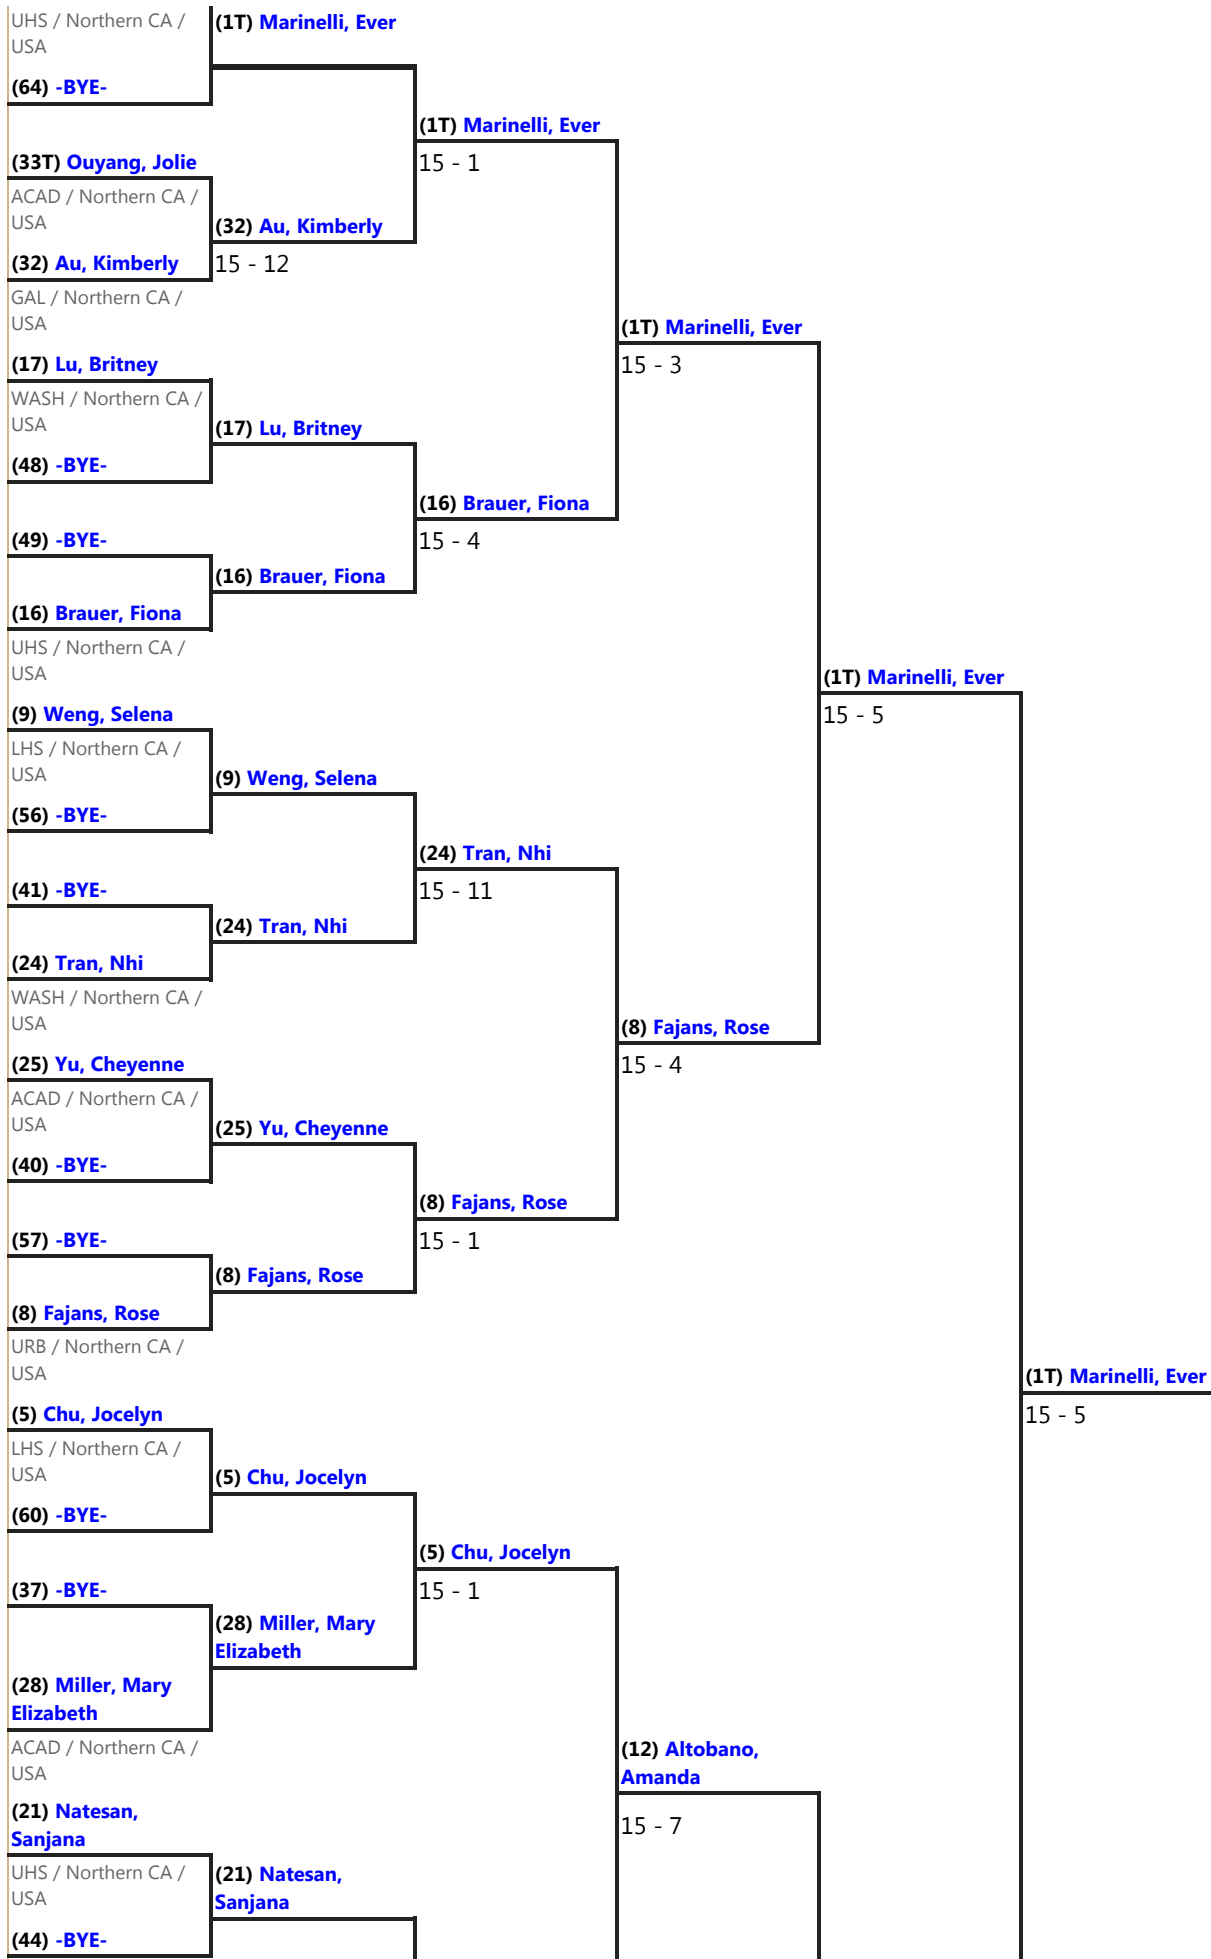 UHS / Northern CA /
USA
(64) -BYE-
(33T) Ouyang, Jolie
ACAD / Northern CA /
USA
(32) Au, Kimberly
GAL / Northern CA /
USA
(17) Lu, Britney
WASH / Northern CA /
USA
(48) -BYE-
(49) -BYE-
(16) Brauer, Fiona
UHS / Northern CA /
USA
(9) Weng, Selena
LHS / Northern CA /
USA
(56) -BYE-
(41) -BYE-
(24) Tran, Nhi
WASH / Northern CA /
USA
(25) Yu, Cheyenne
ACAD / Northern CA /
USA
(40) -BYE-
(57) -BYE-
(8) Fajans, Rose
URB / Northern CA /
USA
(5) Chu, Jocelyn
LHS / Northern CA /
USA
(60) -BYE-
(37) -BYE-
(28) Miller, Mary
Elizabeth
ACAD / Northern CA /
USA
(21) Natesan,
Sanjana
UHS / Northern CA /
USA
(44) -BYE-
(1T) Marinelli, Ever
(32) Au, Kimberly
15 - 12
(17) Lu, Britney
(16) Brauer, Fiona
(9) Weng, Selena
(24) Tran, Nhi
(25) Yu, Cheyenne
(8) Fajans, Rose
(5) Chu, Jocelyn
(28) Miller, Mary
Elizabeth
(21) Natesan,
Sanjana
(1T) Marinelli, Ever
15 - 1
(16) Brauer, Fiona
15 - 4
(24) Tran, Nhi
15 - 11
(8) Fajans, Rose
15 - 1
(5) Chu, Jocelyn
15 - 1
(1T) Marinelli, Ever
15 - 3
(8) Fajans, Rose
15 - 4
(12) Altobano,
Amanda
15 - 7
(1T) Marinelli, Ever
15 - 5
(1T) Marinelli, Ever
15 - 5